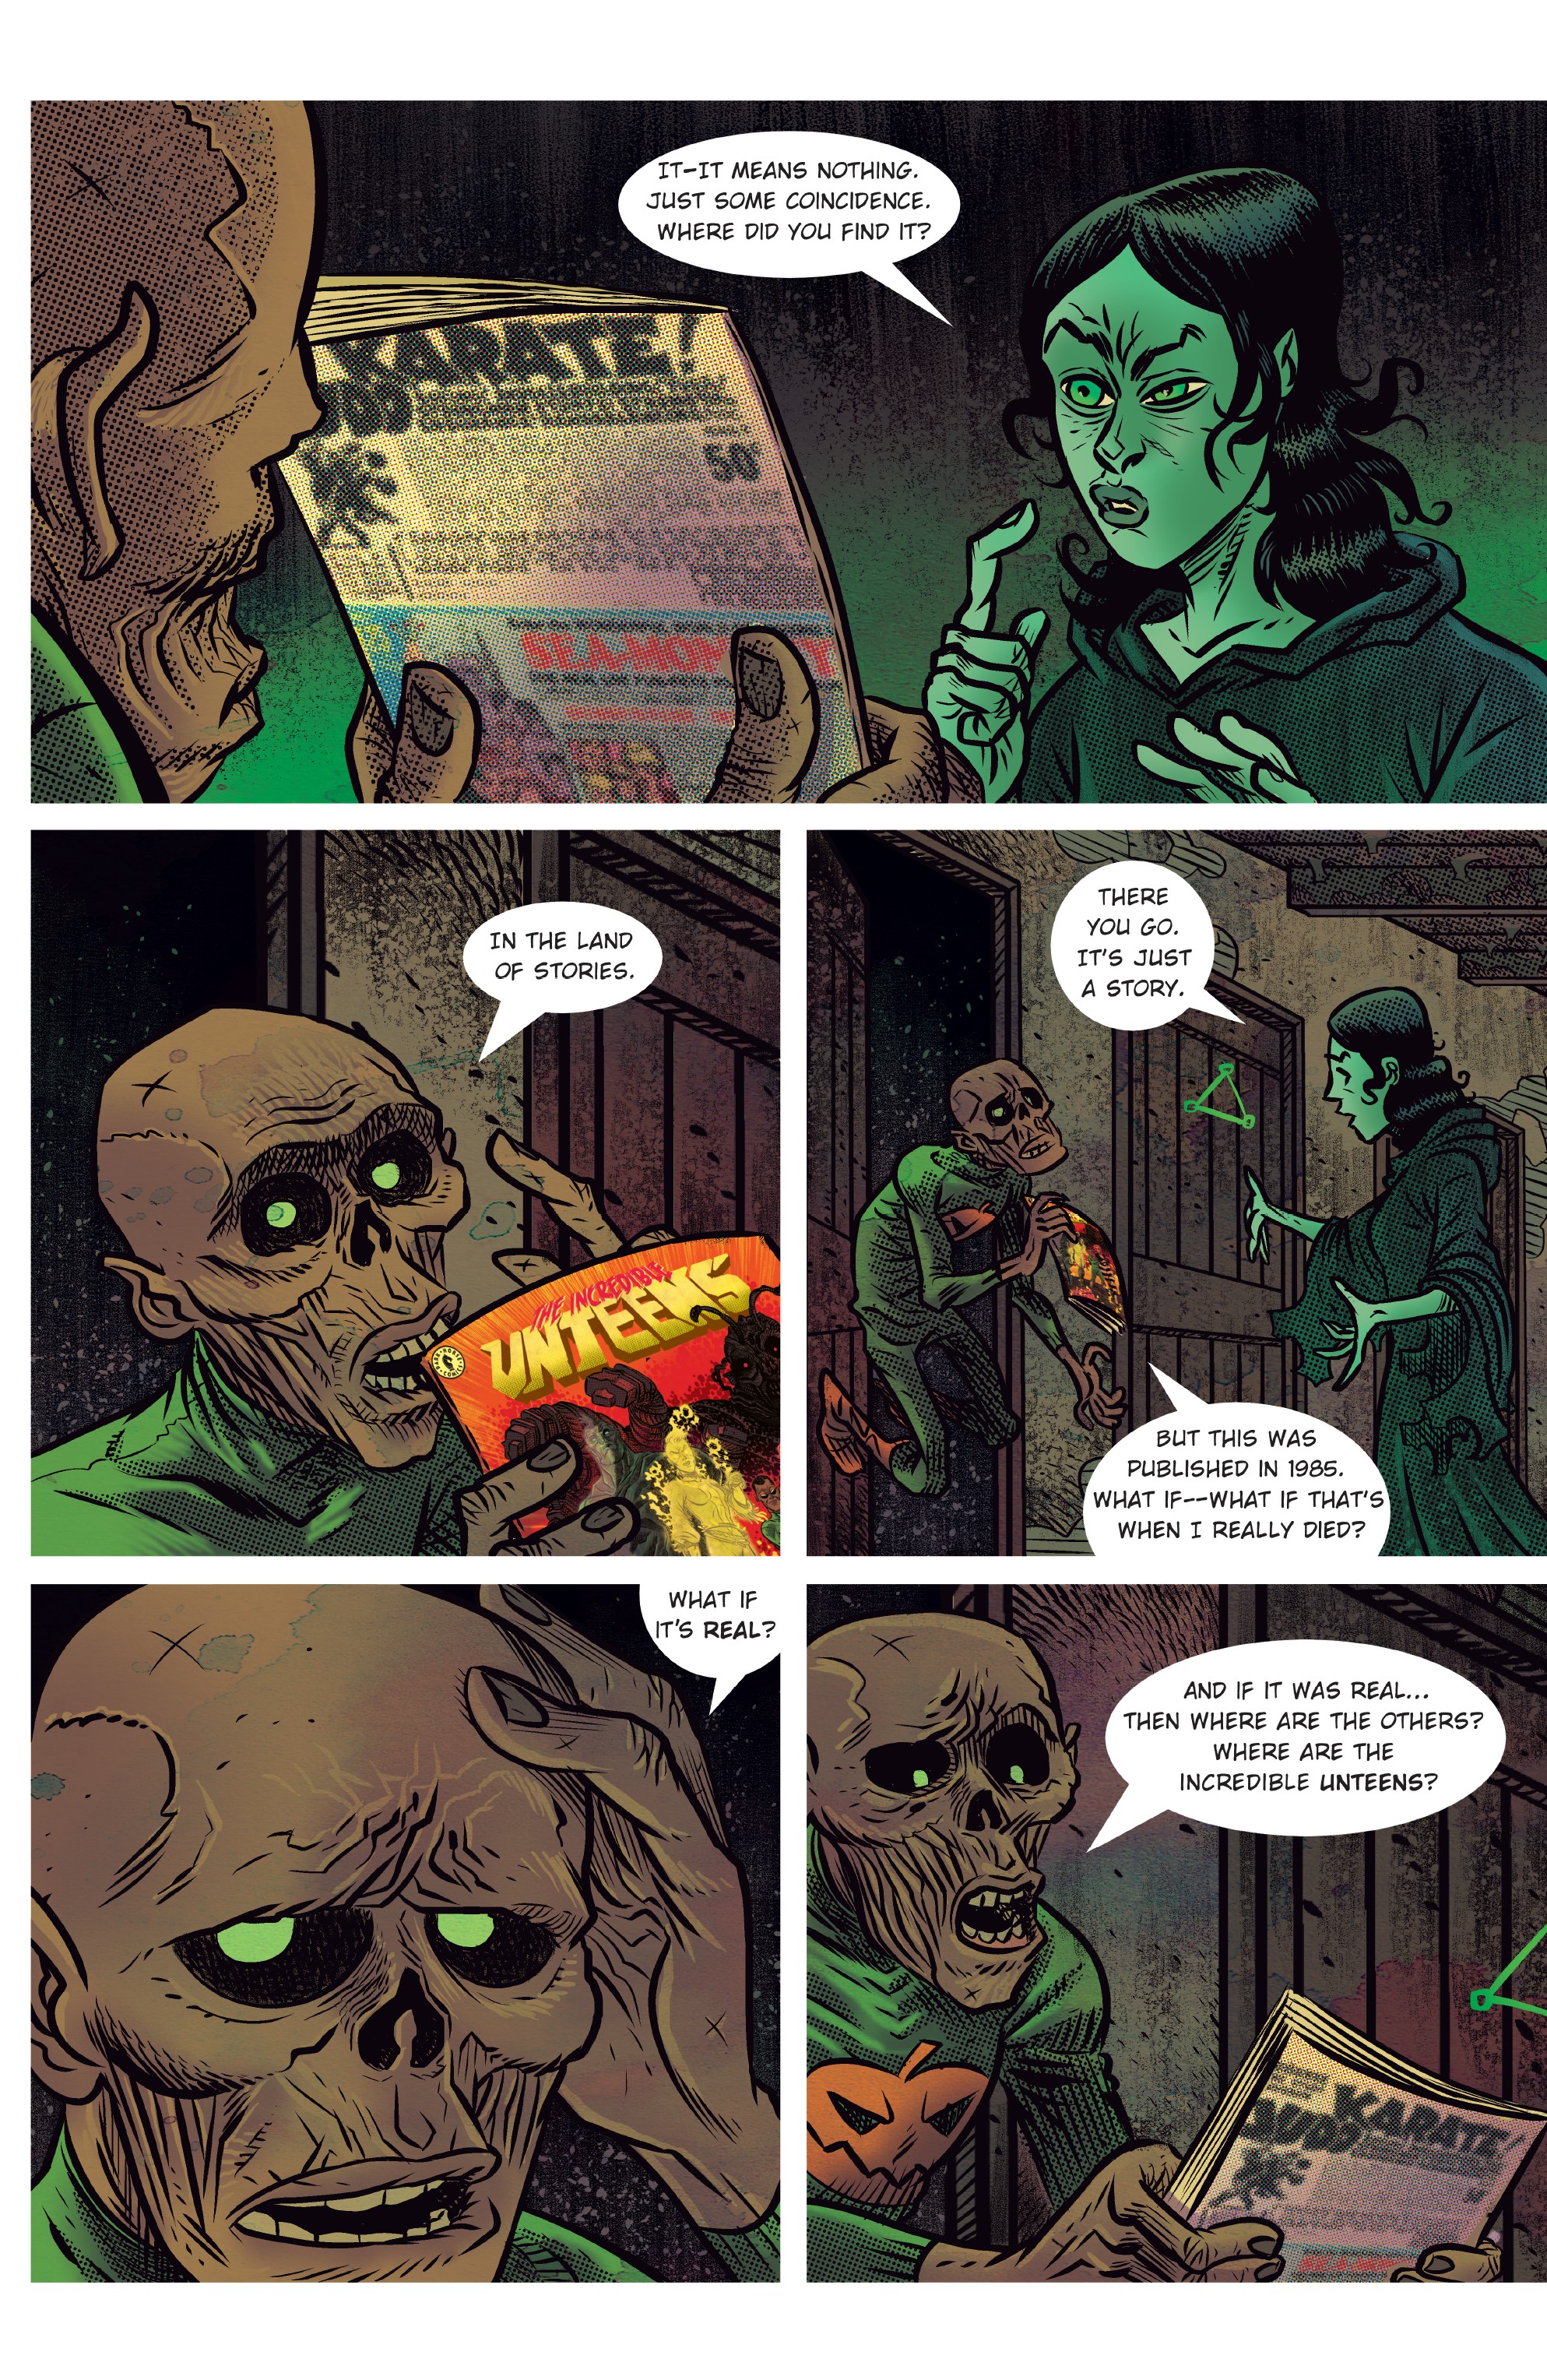 IT-IT MEANS NOTHING.
JUST SOME COINCIDENCE.
WHERE DID YOU FIND IT?
KARATE!
IN THE LAND
OF STORIES.
THE INCREDIBLE
UNTEENS
THERE
YOU GO.
IT'S JUST
A STORY.
BUT THIS WAS
PUBLISHED IN 1985.
WHAT IF--WHAT IF THAT'S
WHEN I REALLY DIED?
WHAT IF
IT'S REAL?
AND IF IT WAS REAL...
THEN WHERE ARE THE OTHERS?
WHERE ARE THE
INCREDIBLE UNTEENS?
KARATE!